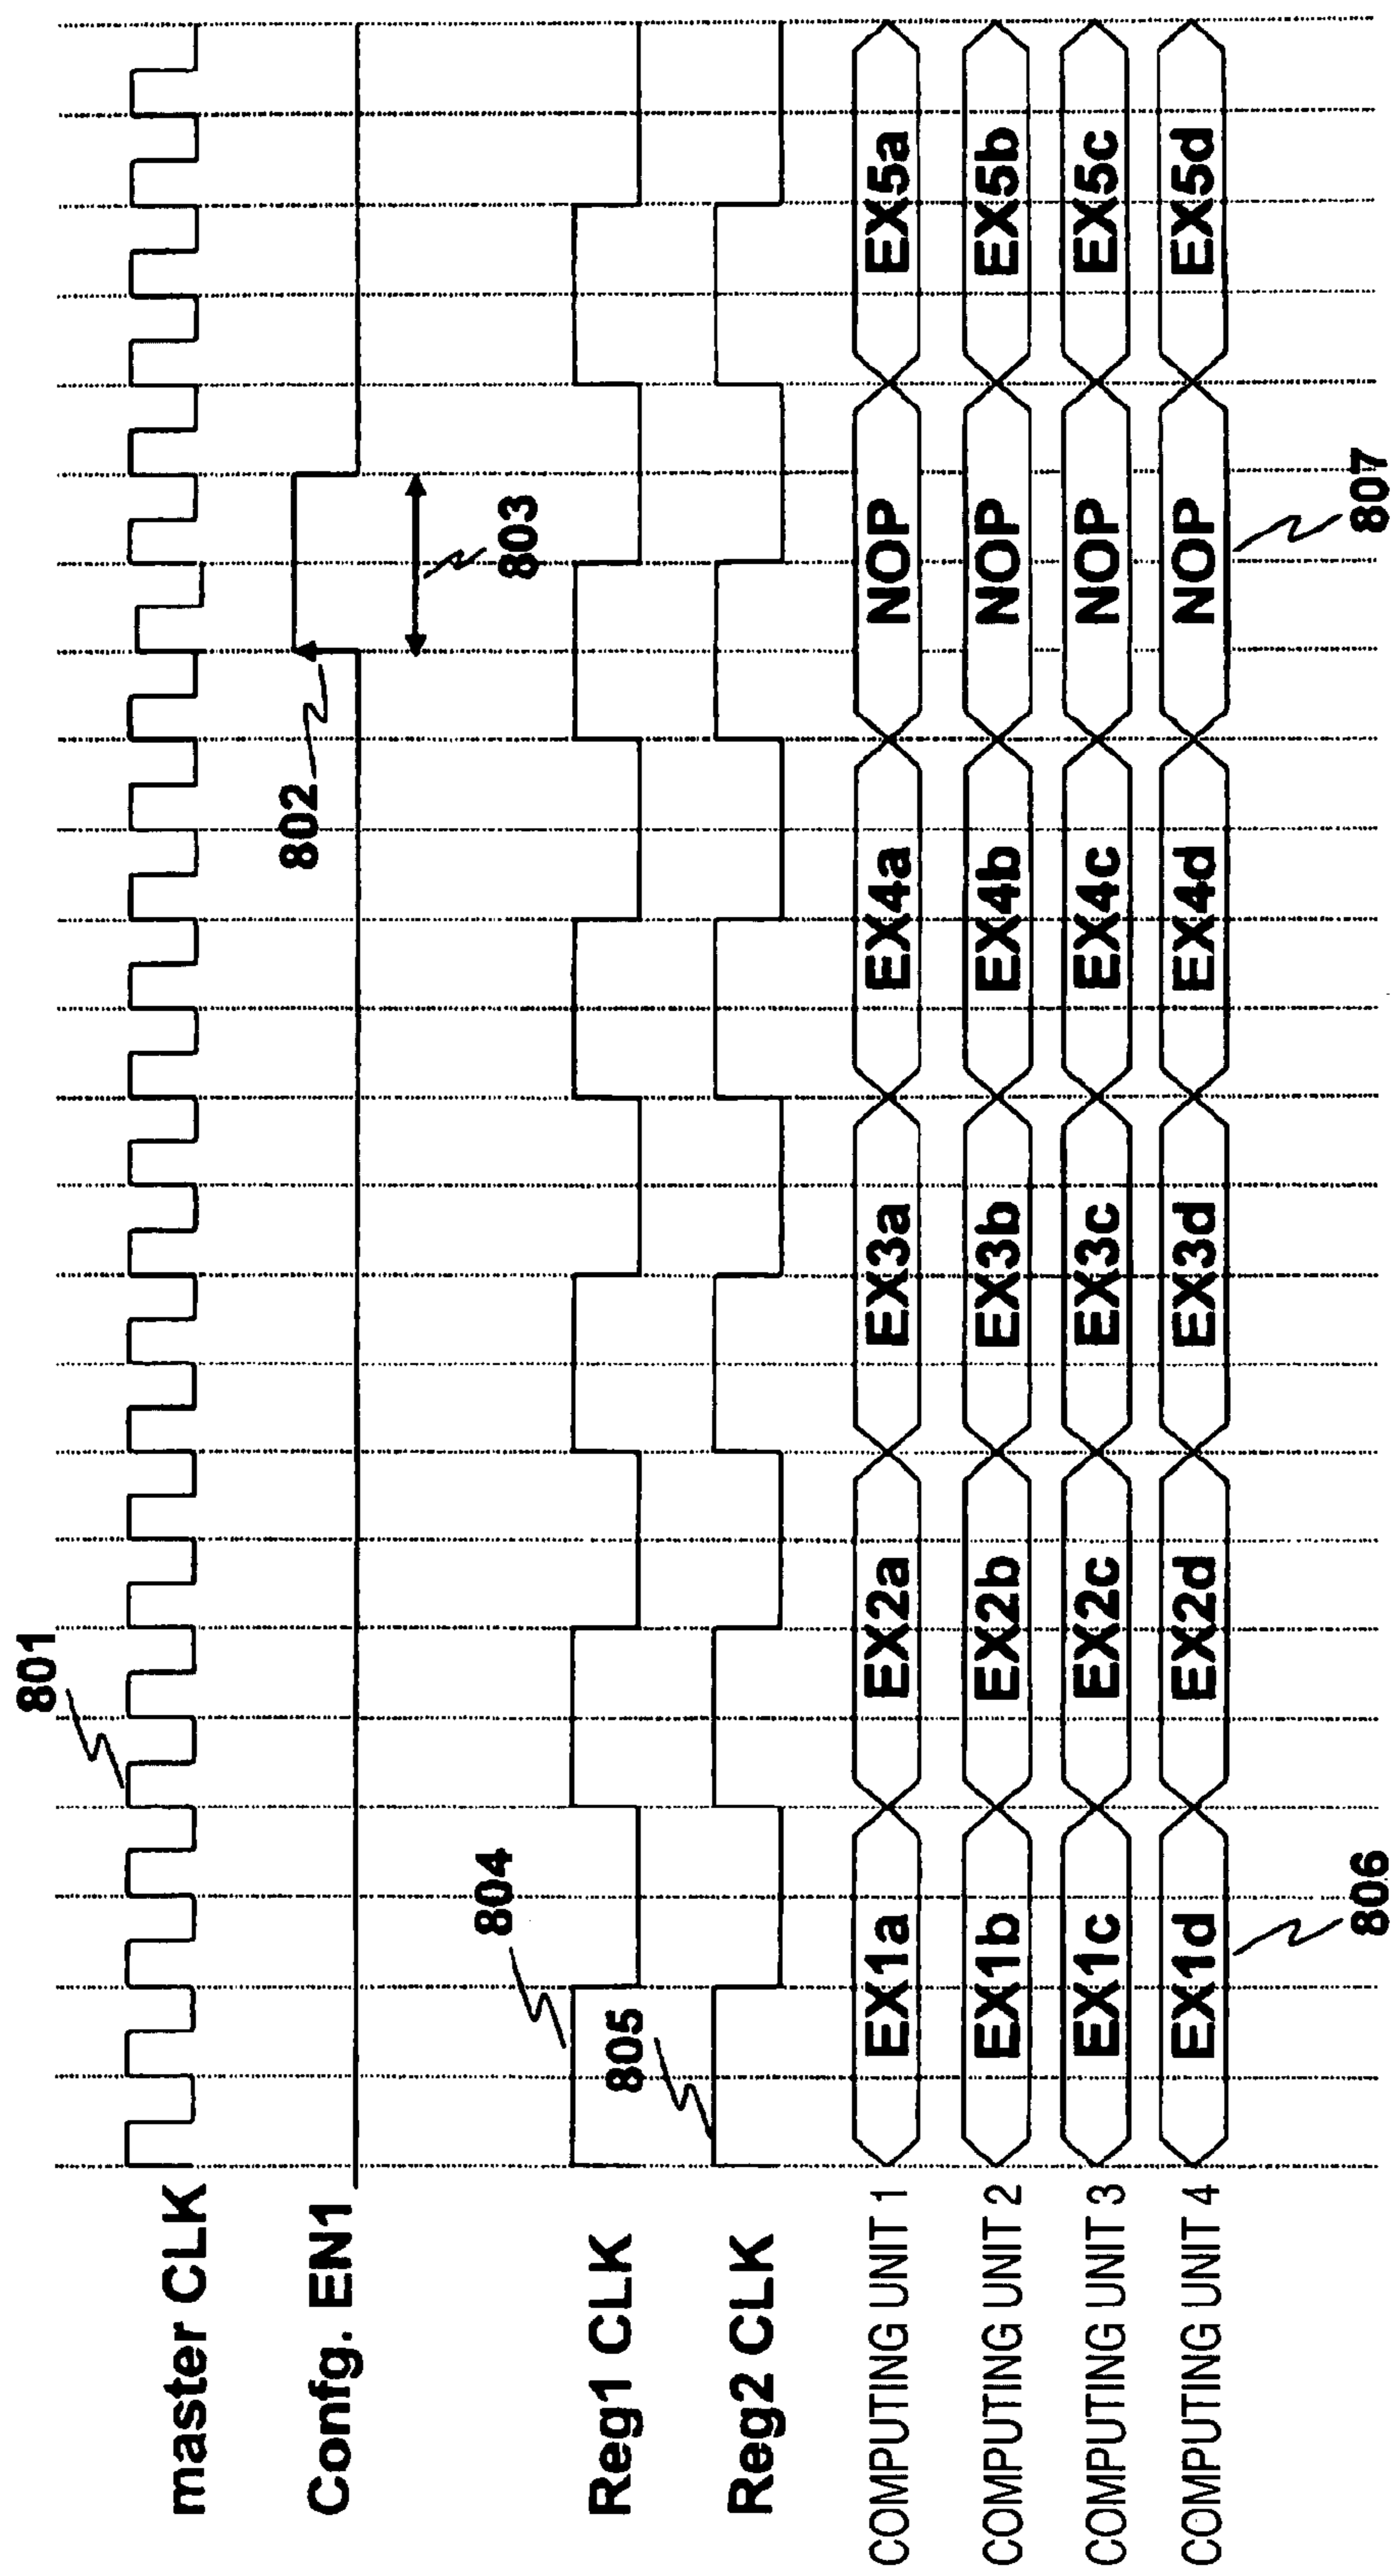 801
master CLK
802
Confg. EN1
803
804
Reg1 CLK
805
Reg2 CLK
COMPUTING UNIT 1 EX1a EX2a EX3a EX4a NOP EX5a
COMPUTING UNIT 2 EX1b EX2b EX3b EX4b NOP EX5b
COMPUTING UNIT 3 EX1c EX2c EX3c EX4c NOP EX5c
COMPUTING UNIT 4 EX1d EX2d EX3d EX4d NOP EX5d
806
807